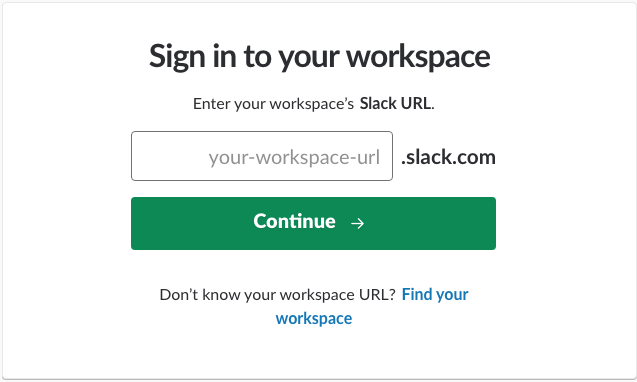 Sign in to your workspace
Enter your workspace’s Slack URL.
your-workspace-url .slack.com
Continue →
Don’t know your workspace URL? Find your
workspace